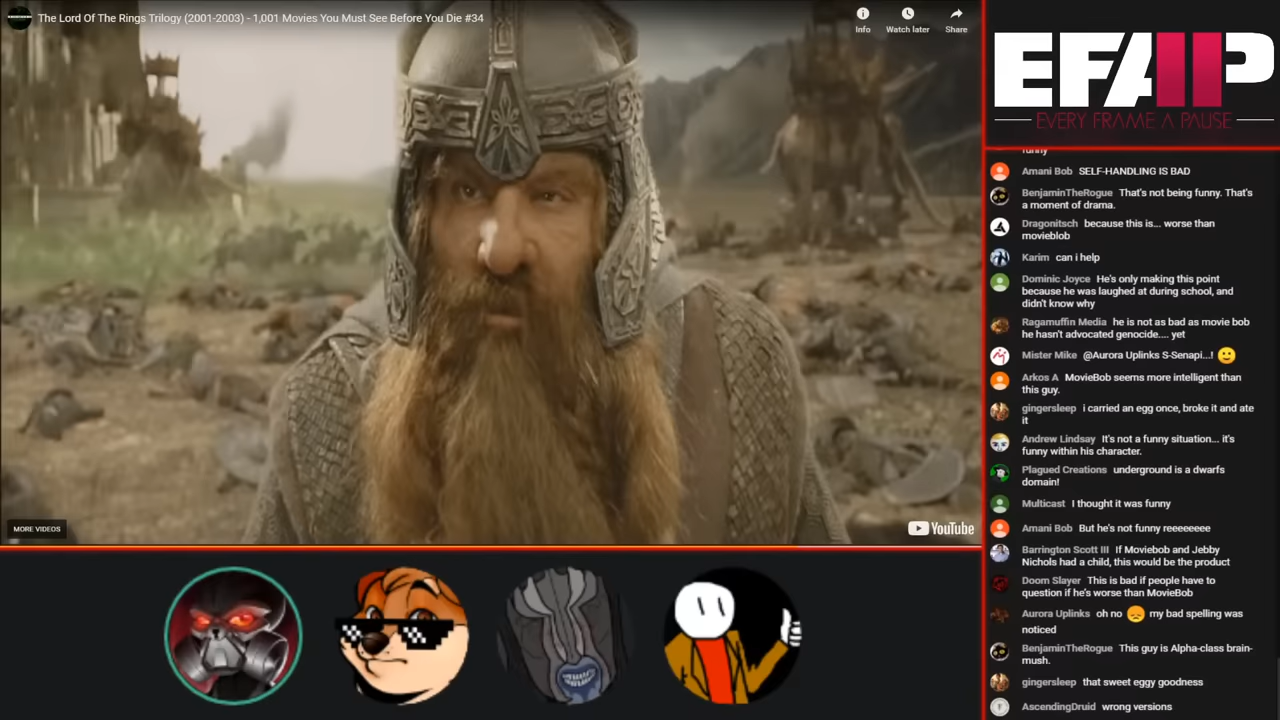 The Lord Of The Rings Trilogy (2001-2003) - 1,001 Movies You Must See Before You Die #34
Info
Watch later
Share
MORE VIDEOS
YouTube
EFAP
EVERY FRAME A PAUSE
funny
Amani Bob SELF-HANDLING IS BAD
BenjaminTheRogue That's not being funny. That's
a moment of drama.
Dragonitsch because this is... worse than
movieblob
Karim can i help
Dominic Joyce He's only making this point
because he was laughed at during school, and
didn't know why
Ragamuffin Media he is not as bad as movie bob
he hasn't advocated genocide.... yet
Mister Mike @Aurora Uplinks S-Senapi...! 🙂
Arkos A MovieBob seems more intelligent than
this guy.
gingersleep i carried an egg once, broke it and ate
it
Andrew Lindsay It's not a funny situation... it's
funny within his character.
Plagued Creations underground is a dwarfs
domain!
Multicast I thought it was funny
Amani Bob But he's not funny reeeeeeee
Barrington Scott III If Moviebob and Jebby
Nichols had a child, this would be the product
Doom Slayer This is bad if people have to
question if he's worse than MovieBob
Aurora Uplinks oh no 😞 my bad spelling was
noticed
BenjaminTheRogue This guy is Alpha-class brain-
mush.
gingersleep that sweet eggy goodness
AscendingDruid wrong versions